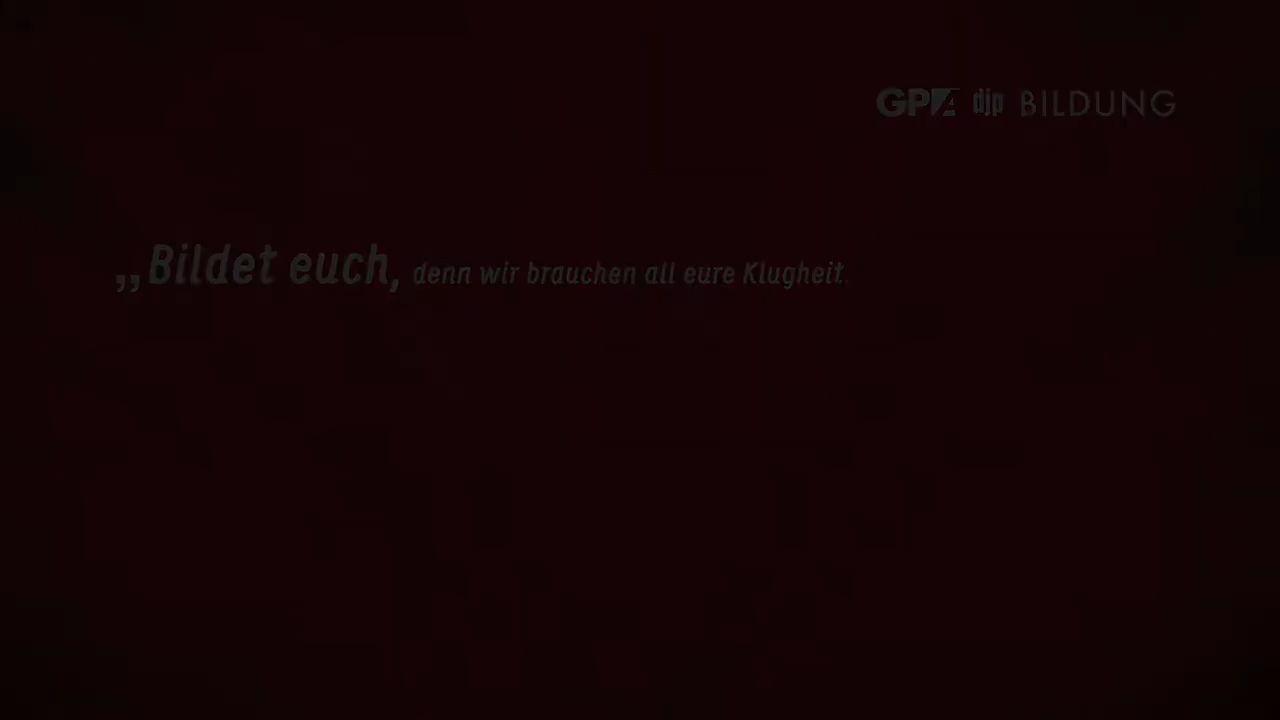 GPA djp BILDUNG
„Bildet euch, denn wir brauchen all eure Klugheit.